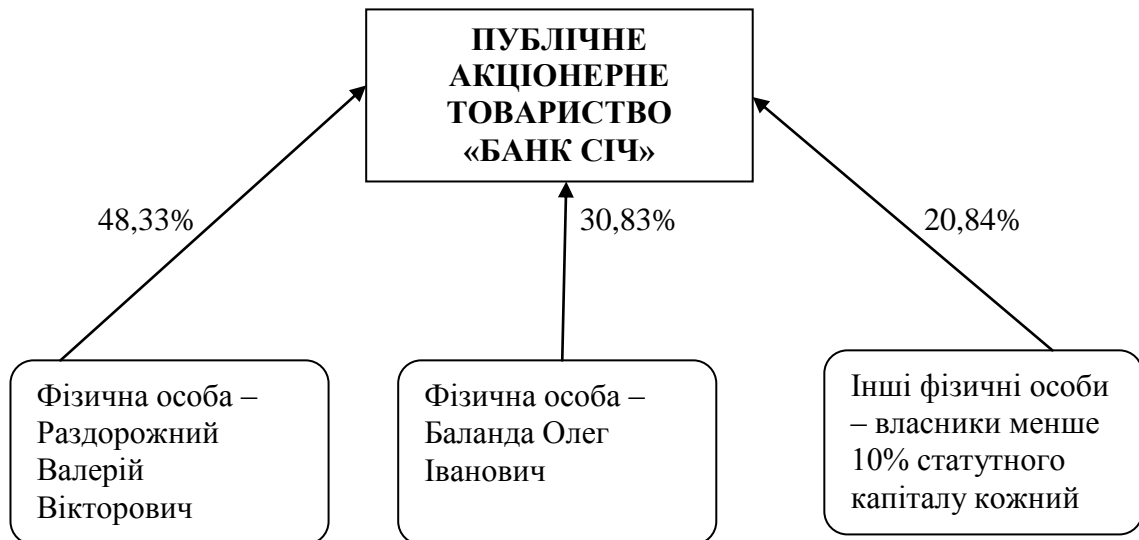 ПУБЛІЧНЕ
АКЦІОНЕРНЕ
ТОВАРИСТВО
«БАНК СІЧ»
48,33%
30,83%
20,84%
Фізична особа –
Раздорожний
Валерій
Вікторович
Фізична особа –
Баланда Олег
Іванович
Інші фізичні особи
– власники менше
10% статутного
капіталу кожний